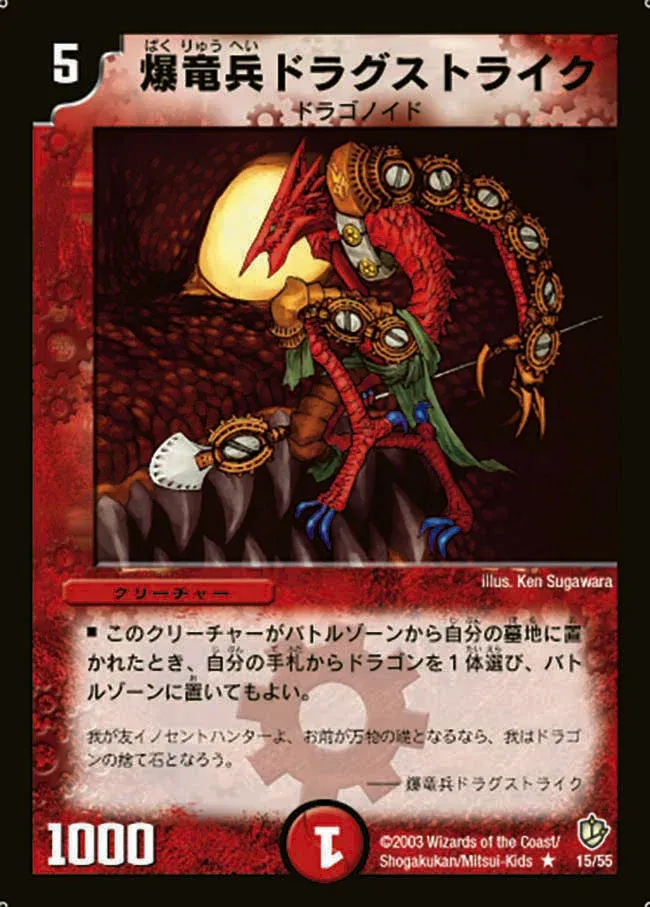 5
ばく りゅう へい
爆竜兵ドラグストライク
ドラゴノイド
illus. Ken Sugawara
クリーチャー
■ このクリーチャーがバトルゾーンから自分の墓地に置
かれたとき、自分の手札からドラゴンを1体選び、バト
ルゾーンに置いてもよい。
我が友イノセントハンターよ、お前が万物の礎となるなら、我はドラゴ
ンの捨て石となろう。
—— 爆竜兵ドラグストライク
1000
1
©2003 Wizards of the Coast/
Shogakukan/Mitsui-Kids ★ 15/55